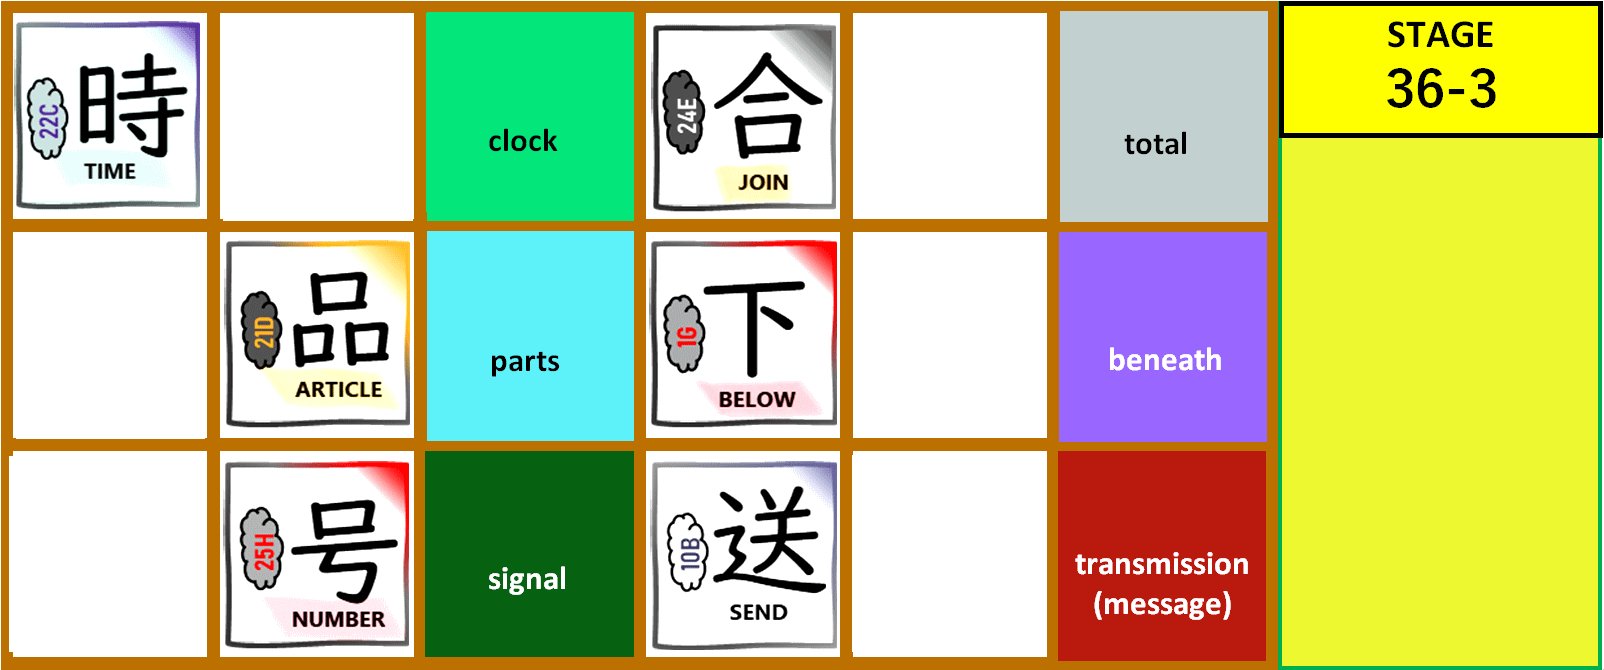 時
22C
TIME
clock
合
24E
JOIN
total
STAGE
36-3
品
21D
ARTICLE
parts
下
1G
BELOW
beneath
号
25H
NUMBER
signal
送
10B
SEND
transmission
(message)